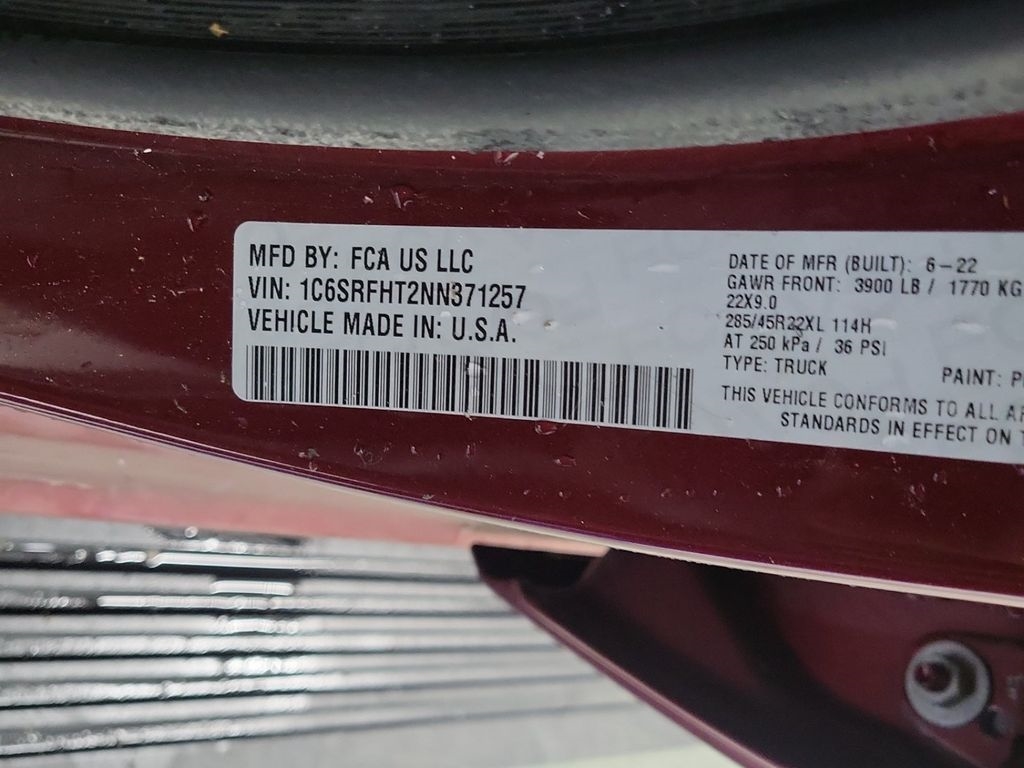 MFD BY: FCA US LLC
VIN: 1C6SRFHT2NN371257
VEHICLE MADE IN: U.S.A.
DATE OF MFR (BUILT): 6-22
GAWR FRONT: 3900 LB / 1770 KG
22X9.0
285/45R22XL 114H
AT 250 kPa / 36 PSI
TYPE: TRUCK
PAINT:
THIS VEHICLE CONFORMS TO ALL
STANDARDS IN EFFECT ON